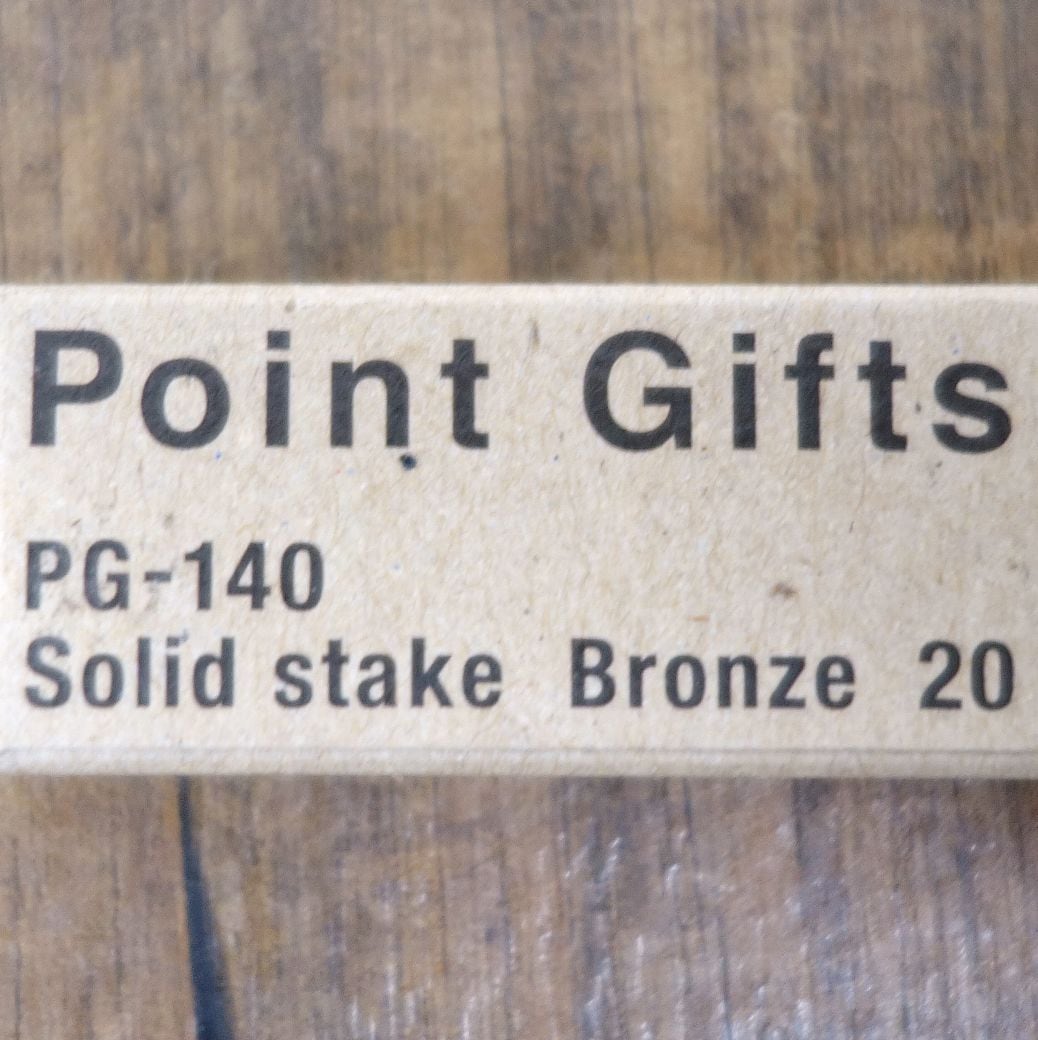 Point Gifts
PG-140
Solid stake Bronze 20